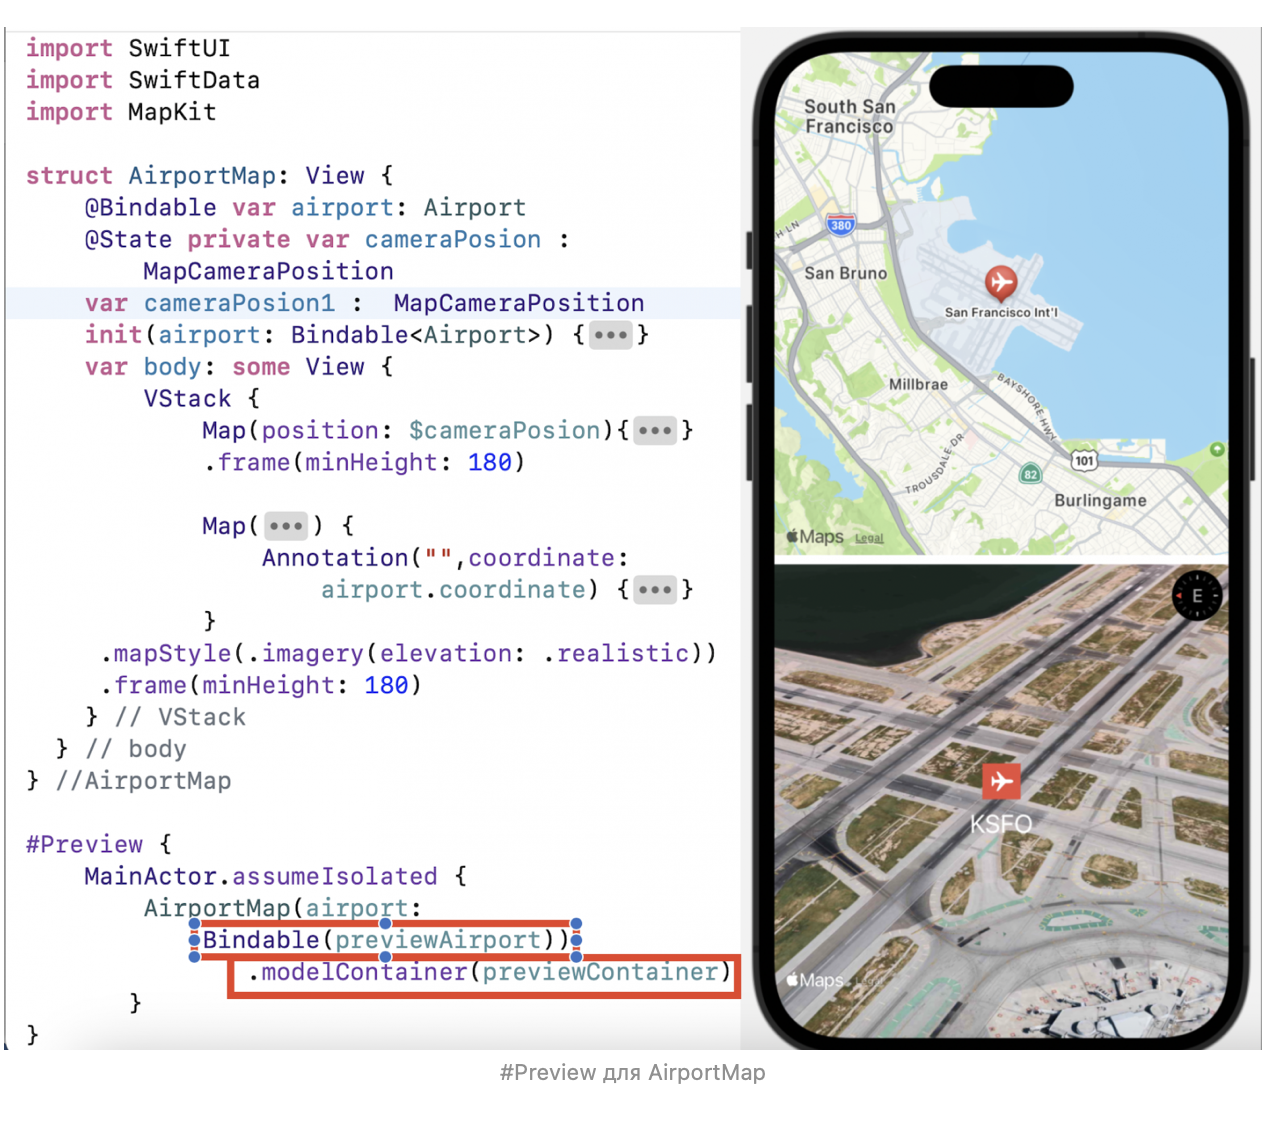 import SwiftUI
import SwiftData
import MapKit
struct AirportMap: View {
@Bindable var airport: Airport
@State private var cameraPosion :
MapCameraPosition
var cameraPosion1 :  MapCameraPosition
init(airport: Bindable<Airport>) {•••}
var body: some View {
VStack {
Map(position: $cameraPosion){•••}
.frame(minHeight: 180)
Map(•••) {
Annotation("",coordinate:
airport.coordinate) {•••}
}
.mapStyle(.imagery(elevation: .realistic))
.frame(minHeight: 180)
} // VStack
} // body
} //AirportMap
#Preview {
MainActor.assumeIsolated {
AirportMap(airport:
Bindable(previewAirport))
.modelContainer(previewContainer)
}
}
South San
Francisco
H LN
380
San Bruno
San Francisco Int'l
Millbrae
BAYSHORE HWY
TROUSDALE DR
101
82
Burlingame
Maps Legal
E
KSFO
Maps Legal
#Preview для AirportMap